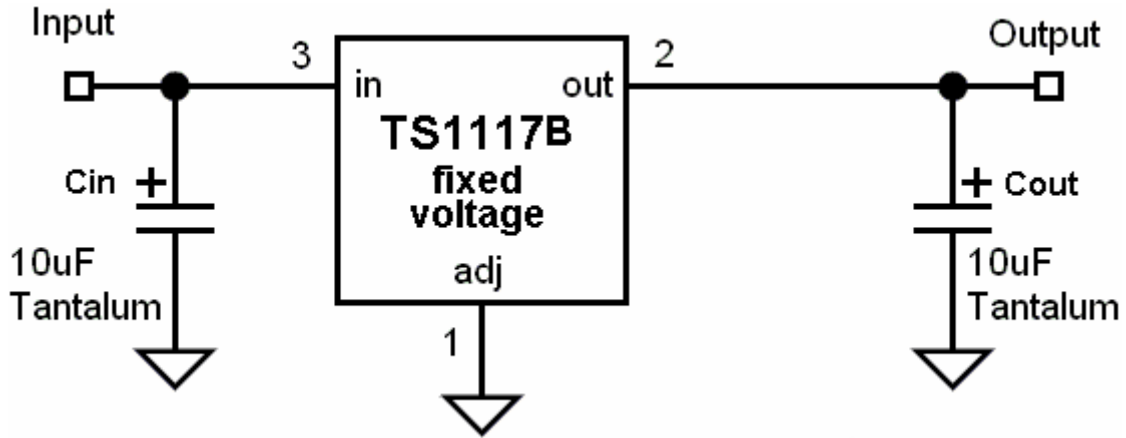 Input
Output
3
2
in
out
TS1117B
fixed
voltage
adj
1
Cin +
10uF
Tantalum
+ Cout
10uF
Tantalum